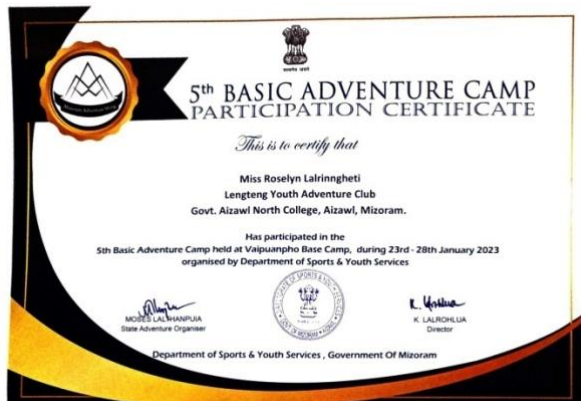 5th BASIC ADVENTURE CAMP
PARTICIPATION CERTIFICATE
This is to certify that
Miss Roselyn Lalrinngheti
Lengteng Youth Adventure Club
Govt. Aizawl North College, Aizawl, Mizoram.
Has participated in the
5th Basic Adventure Camp held at Vaipuanpho Base Camp, during 23rd - 28th January 2023
organised by Department of Sports & Youth Services
MOSES LALTHANPUIA
State Adventure Organiser
K. LALROHLUA
Director
Department of Sports & Youth Services , Government Of Mizoram